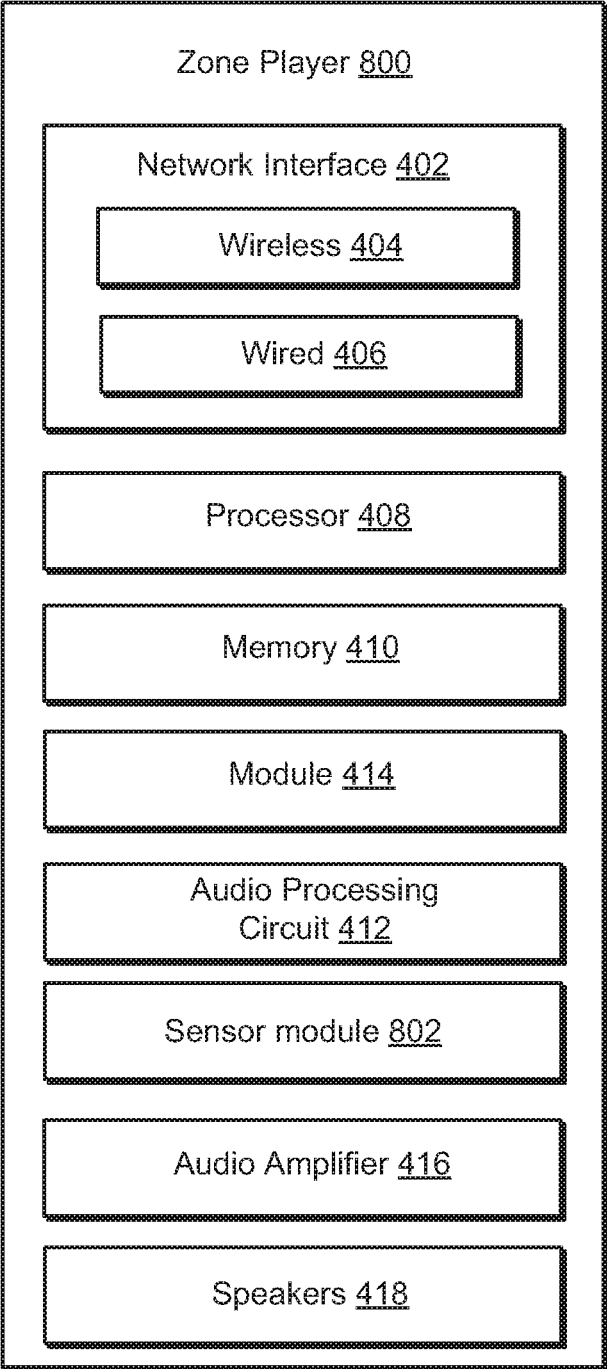 Zone Player 800
Network Interface 402
Wireless 404
Wired 406
Processor 408
Memory 410
Module 414
Audio Processing
Circuit 412
Sensor module 802
Audio Amplifier 416
Speakers 418